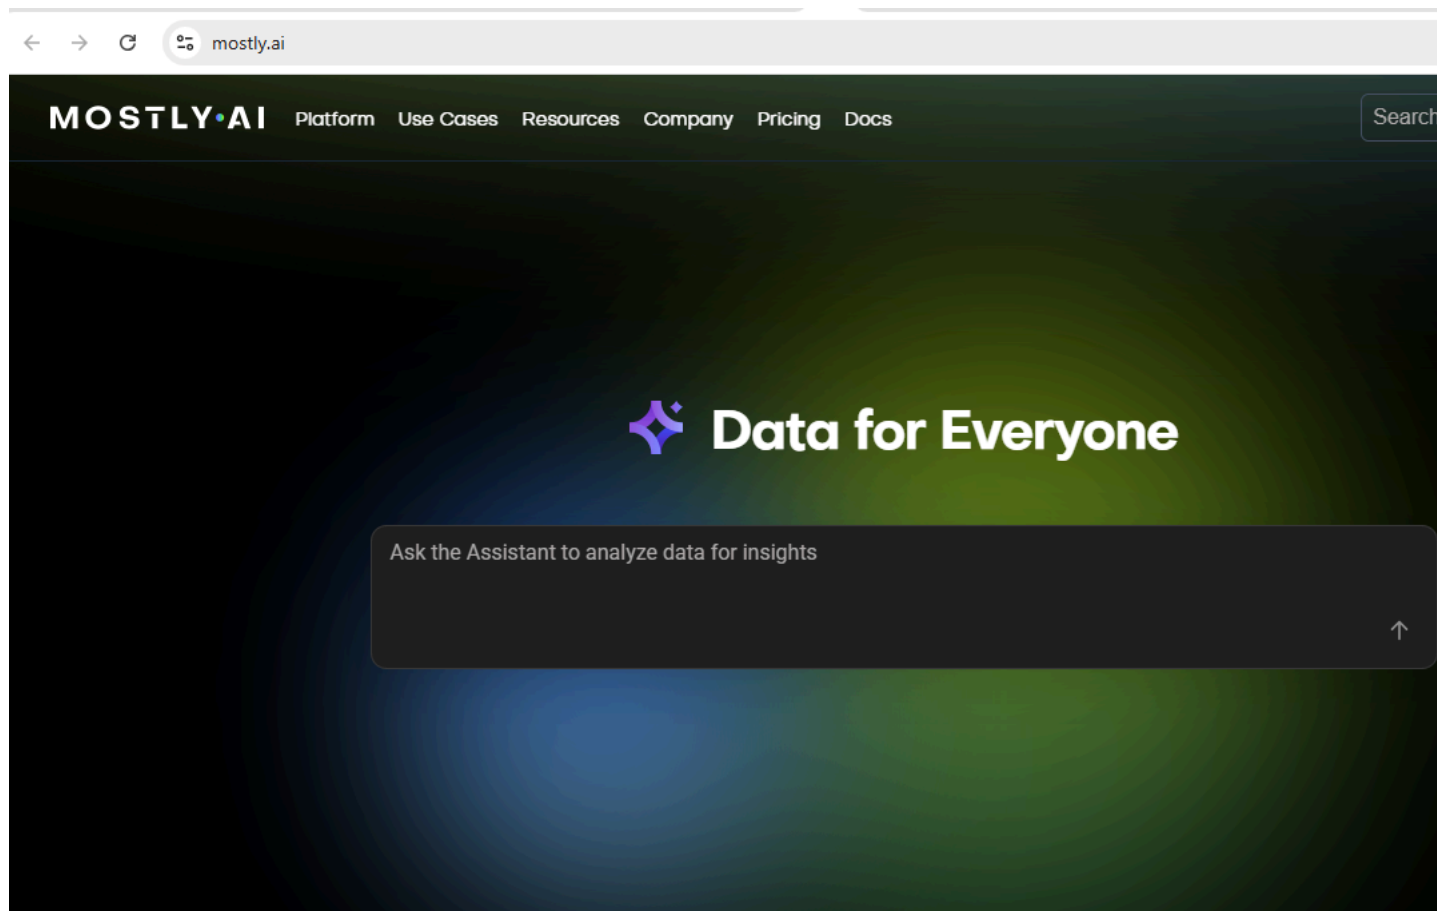 mostly.ai
MOSTLY·AI Platform Use Cases Resources Company Pricing Docs Search
Data for Everyone
Ask the Assistant to analyze data for insights